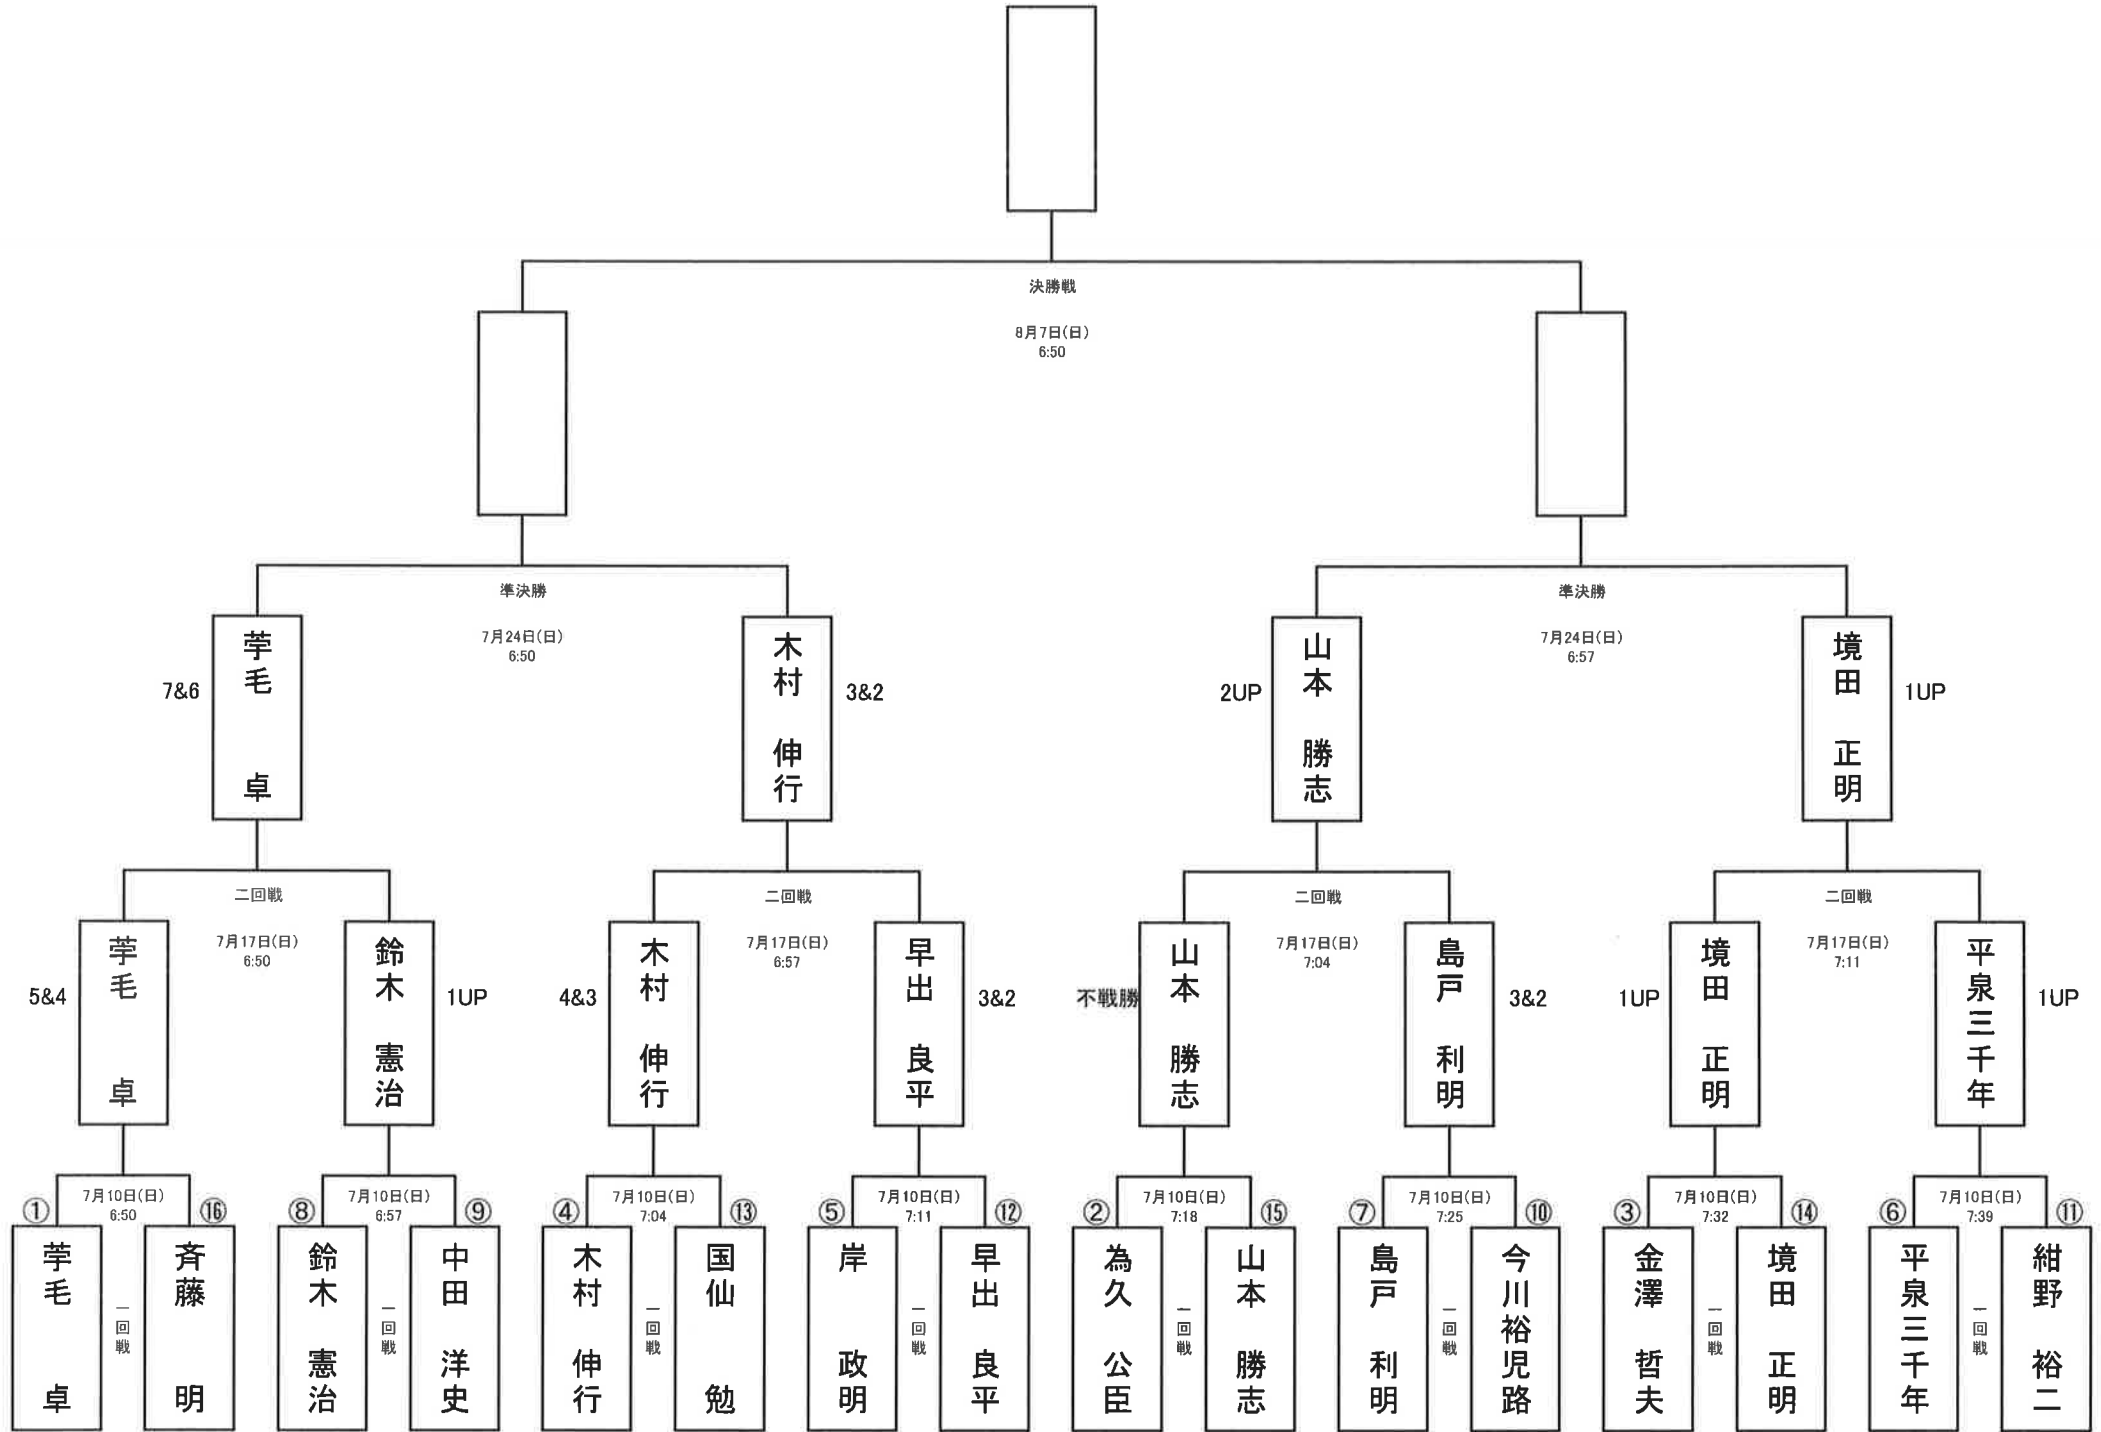 決勝戦
8月7日(日)
6:50
準決勝
7月24日(日)
6:50
準決勝
7月24日(日)
6:57
7&6
苧毛 卓
木村 伸行
3&2
2UP
山本 勝志
境田 正明
1UP
二回戦
7月17日(日)
6:50
二回戦
7月17日(日)
6:57
二回戦
7月17日(日)
7:04
二回戦
7月17日(日)
7:11
5&4
苧毛 卓
鈴木 憲治
1UP
4&3
木村 伸行
早出 良平
3&2
不戦勝
山本 勝志
島戸 利明
3&2
1UP
境田 正明
平泉三千年
1UP
①
7月10日(日)
6:50
⑯
⑧
7月10日(日)
6:57
⑨
④
7月10日(日)
7:04
⑬
⑤
7月10日(日)
7:11
⑫
②
7月10日(日)
7:18
⑮
⑦
7月10日(日)
7:25
⑩
③
7月10日(日)
7:32
⑭
⑥
7月10日(日)
7:39
⑪
苧毛 卓
一回戦
斉藤 明
鈴木 憲治
一回戦
中田 洋史
木村 伸行
一回戦
国仙 勉
岸 政明
一回戦
早出 良平
為久 公臣
一回戦
山本 勝志
島戸 利明
一回戦
今川裕児路
金澤 哲夫
一回戦
境田 正明
平泉三千年
一回戦
紺野 裕二